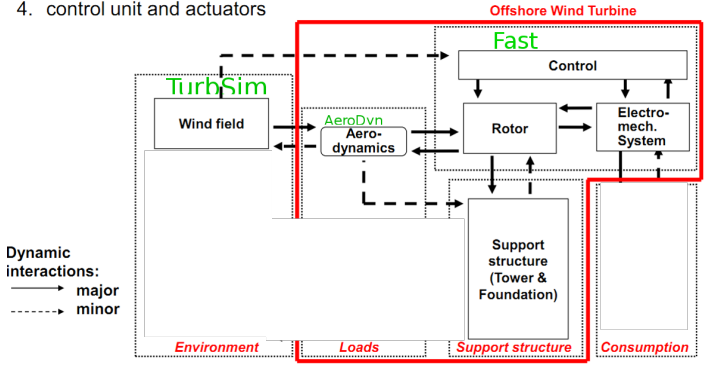 4. control unit and actuators
Offshore Wind Turbine
Fast
Control
TurbSim
Wind field
AeroDyn
Aero-
dynamics
Rotor
Electro-
mech.
System
Support
structure
(Tower &
Foundation)
Dynamic
interactions:
major
minor
Environment
Loads
Support structure
Consumption